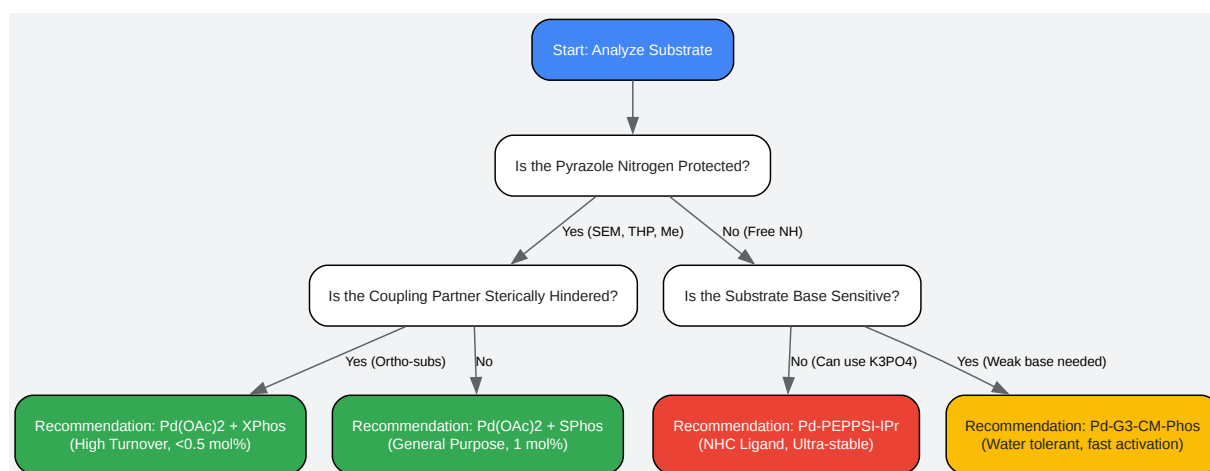 Start: Analyze Substrate
Is the Pyrazole Nitrogen Protected?
Yes (SEM, THP, Me)
No (Free NH)
Is the Coupling Partner Sterically Hindered?
Is the Substrate Base Sensitive?
Yes (Ortho-subs)
No
No (Can use K3PO4)
Yes (Weak base needed)
Recommendation: Pd(OAc)2 + XPhos
(High Turnover, <0.5 mol%)
Recommendation: Pd(OAc)2 + SPhos
(General Purpose, 1 mol%)
Recommendation: Pd-PEPPSI-IPr
(NHC Ligand, Ultra-stable)
Recommendation: Pd-G3-CM-Phos
(Water tolerant, fast activation)